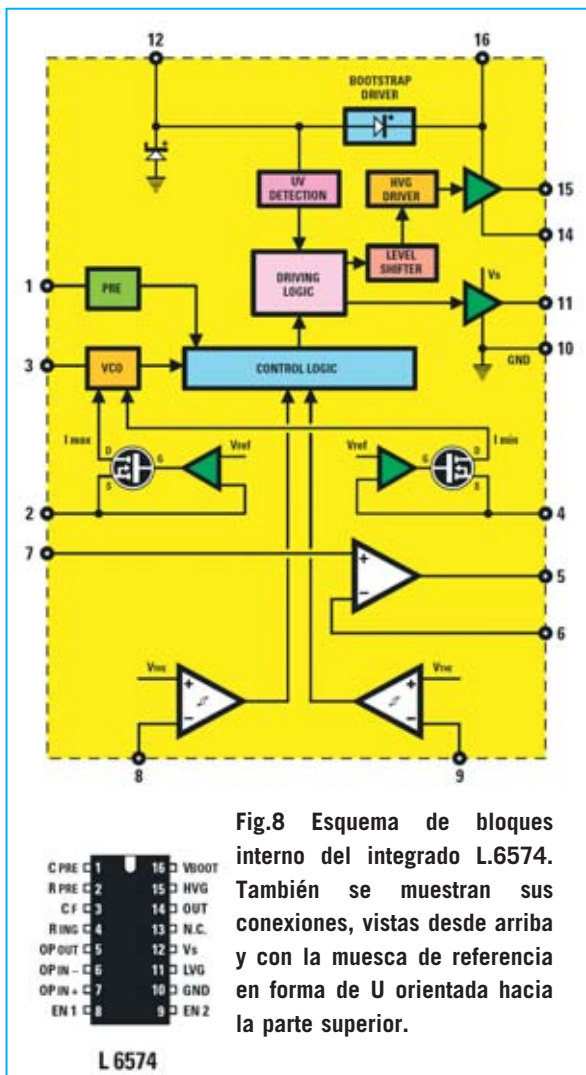 12
16
BOOTSTRAP
DRIVER
UV
DETECTION
HVG
DRIVER
15
14
DRIVING
LOGIC
LEVEL
SHIFTER
Vs
11
1
PRE
10
GND
3
VCO
CONTROL LOGIC
I max
D
G
S
Vref
Vref
G
D
S
I min
2
4
7
+
−
5
6
+
−
+
−
8
9
C PRE 1
R PRE 2
C F 3
R ING 4
OP OUT 5
OP IN − 6
OP IN + 7
EN 1 8
16 VBOOT
15 HVG
14 OUT
13 N.C.
12 Vs
11 LVG
10 GND
9 EN 2
L 6574
Fig.8 Esquema de bloques
interno del integrado L.6574.
También se muestran sus
conexiones, vistas desde arriba
y con la muesca de referencia
en forma de U orientada hacia
la parte superior.